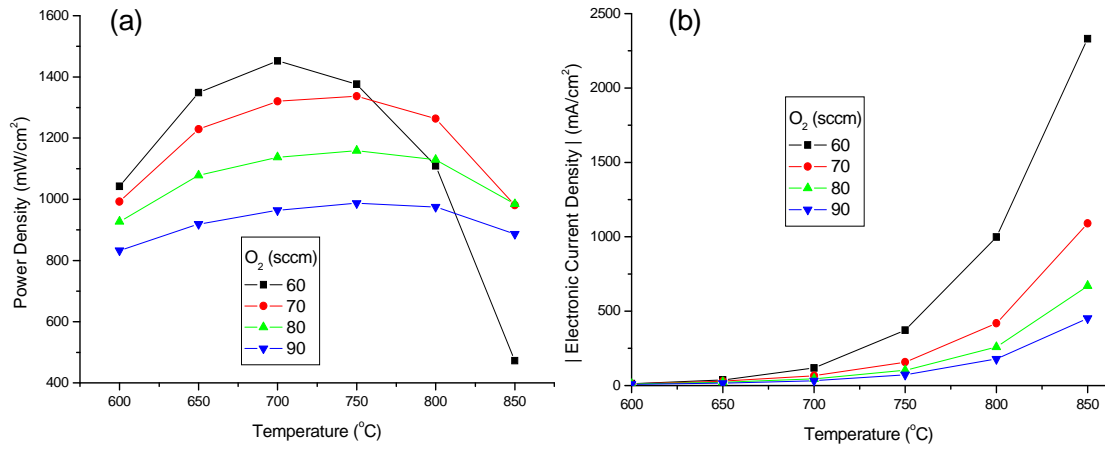 (a)
Power Density (mW/cm²)
1600
1400
1200
1000
800
600
400
600 650 700 750 800 850
Temperature (°C)
O₂ (sccm)
60
70
80
90
(b)
| Electronic Current Density | (mA/cm²)
2500
2000
1500
1000
500
0
600 650 700 750 800 850
Temperature (°C)
O₂ (sccm)
60
70
80
90